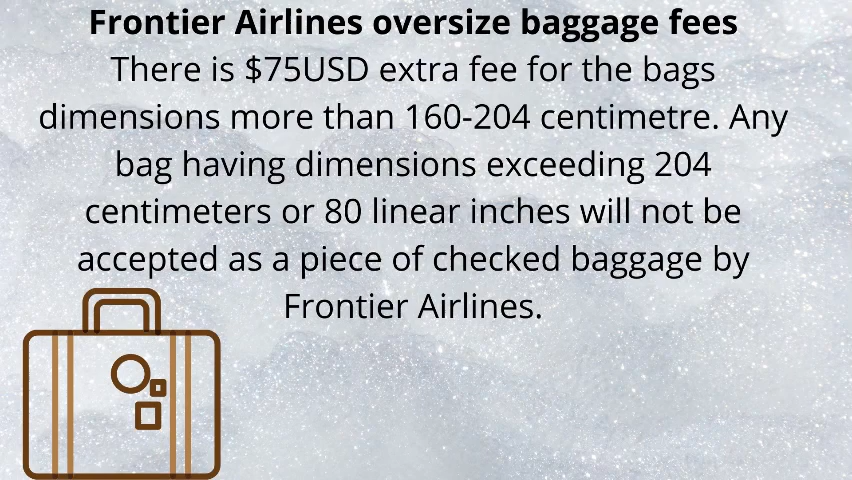 Frontier Airlines oversize baggage fees
There is $75USD extra fee for the bags
dimensions more than 160-204 centimetre. Any
bag having dimensions exceeding 204
centimeters or 80 linear inches will not be
accepted as a piece of checked baggage by
Frontier Airlines.